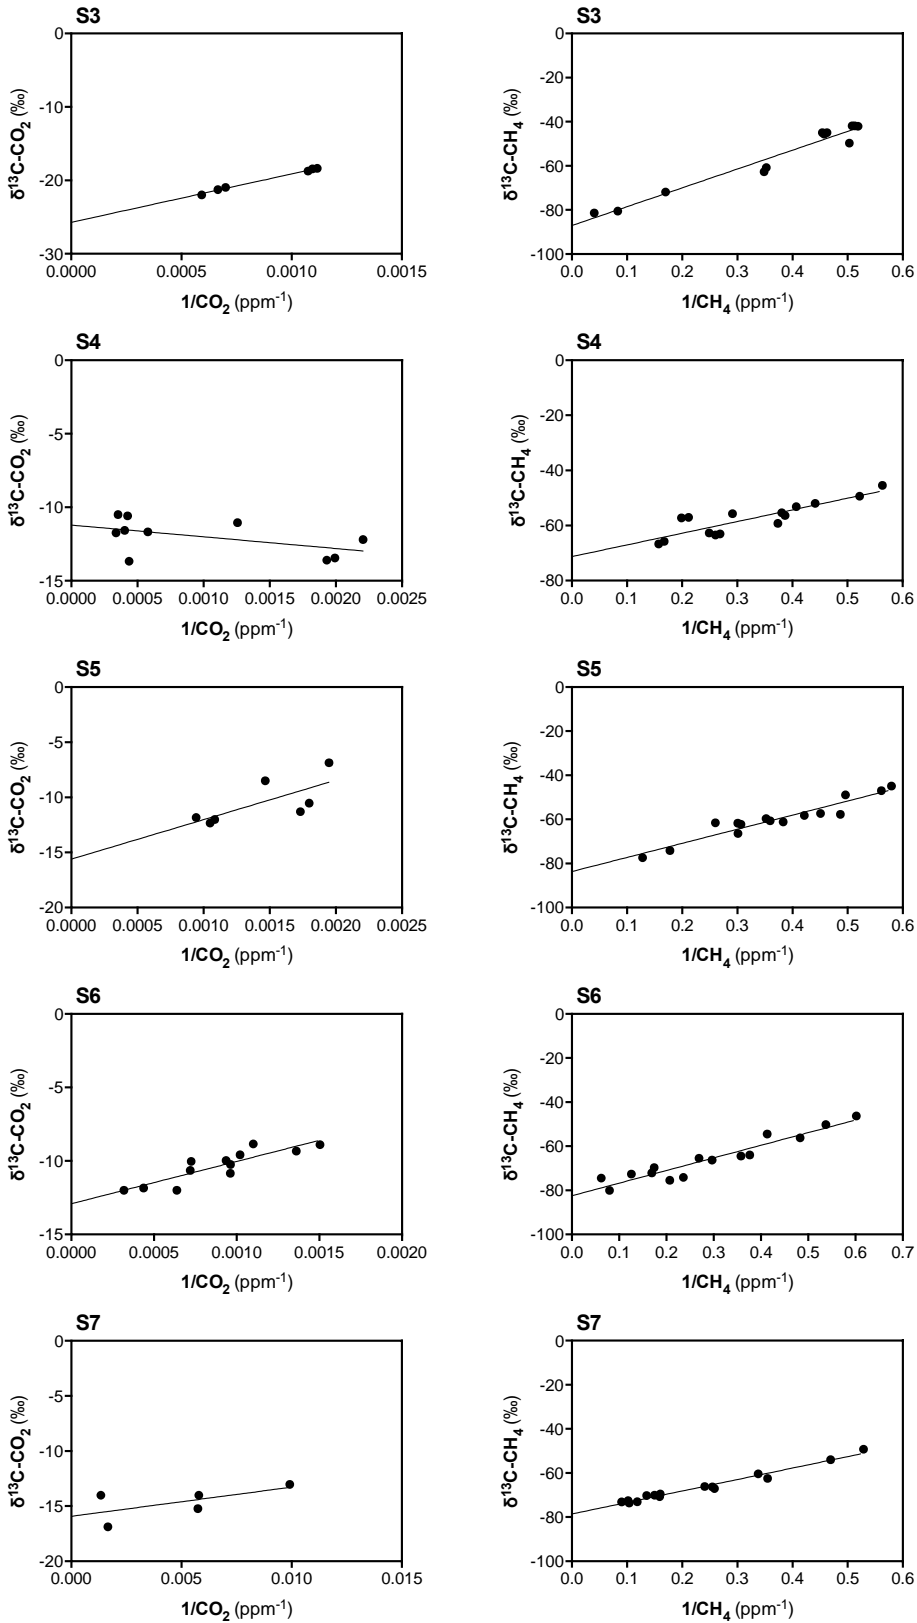 S3
0
-10
-20
-30
0.0000 0.0005 0.0010 0.0015
δ¹³C-CO₂ (‰)
1/CO₂ (ppm⁻¹)
S3
0
-20
-40
-60
-80
-100
0.0 0.1 0.2 0.3 0.4 0.5 0.6
δ¹³C-CH₄ (‰)
1/CH₄ (ppm⁻¹)
S4
0
-5
-10
-15
0.0000 0.0005 0.0010 0.0015 0.0020 0.0025
δ¹³C-CO₂ (‰)
1/CO₂ (ppm⁻¹)
S4
0
-20
-40
-60
-80
0.0 0.1 0.2 0.3 0.4 0.5 0.6
δ¹³C-CH₄ (‰)
1/CH₄ (ppm⁻¹)
S5
0
-5
-10
-15
-20
0.0000 0.0005 0.0010 0.0015 0.0020 0.0025
δ¹³C-CO₂ (‰)
1/CO₂ (ppm⁻¹)
S5
0
-20
-40
-60
-80
-100
0.0 0.1 0.2 0.3 0.4 0.5 0.6
δ¹³C-CH₄ (‰)
1/CH₄ (ppm⁻¹)
S6
0
-5
-10
-15
0.0000 0.0005 0.0010 0.0015 0.0020
δ¹³C-CO₂ (‰)
1/CO₂ (ppm⁻¹)
S6
0
-20
-40
-60
-80
-100
0.0 0.1 0.2 0.3 0.4 0.5 0.6 0.7
δ¹³C-CH₄ (‰)
1/CH₄ (ppm⁻¹)
S7
0
-5
-10
-15
-20
0.000 0.005 0.010 0.015
δ¹³C-CO₂ (‰)
1/CO₂ (ppm⁻¹)
S7
0
-20
-40
-60
-80
-100
0.0 0.1 0.2 0.3 0.4 0.5 0.6
δ¹³C-CH₄ (‰)
1/CH₄ (ppm⁻¹)